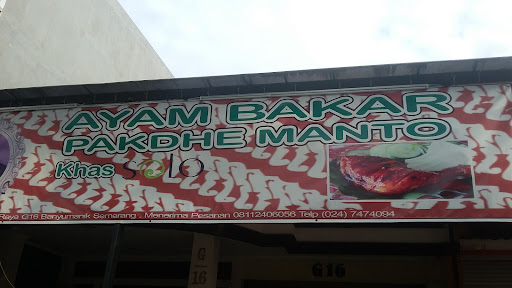 AYAM BAKAR
PAKDHE MANTO
Khas SOLO
Raya G16 Banyumanik Semarang . Menerima Pesanan 08112406056 Telp (024) 7474094
G
16
G16